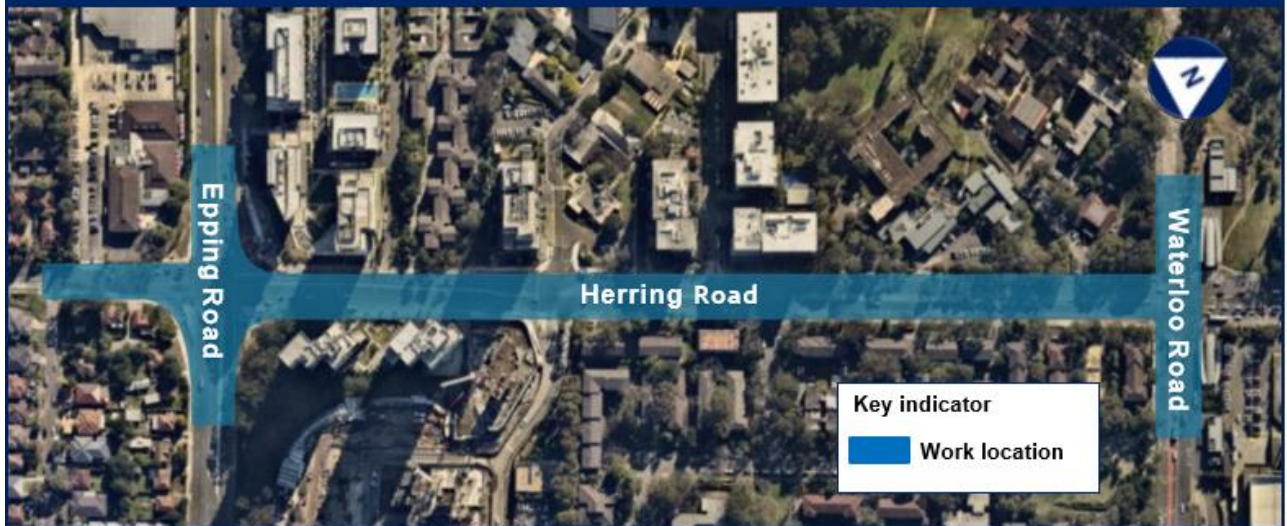 N
Epping Road
Herring Road
Waterloo Road
Key indicator
Work location